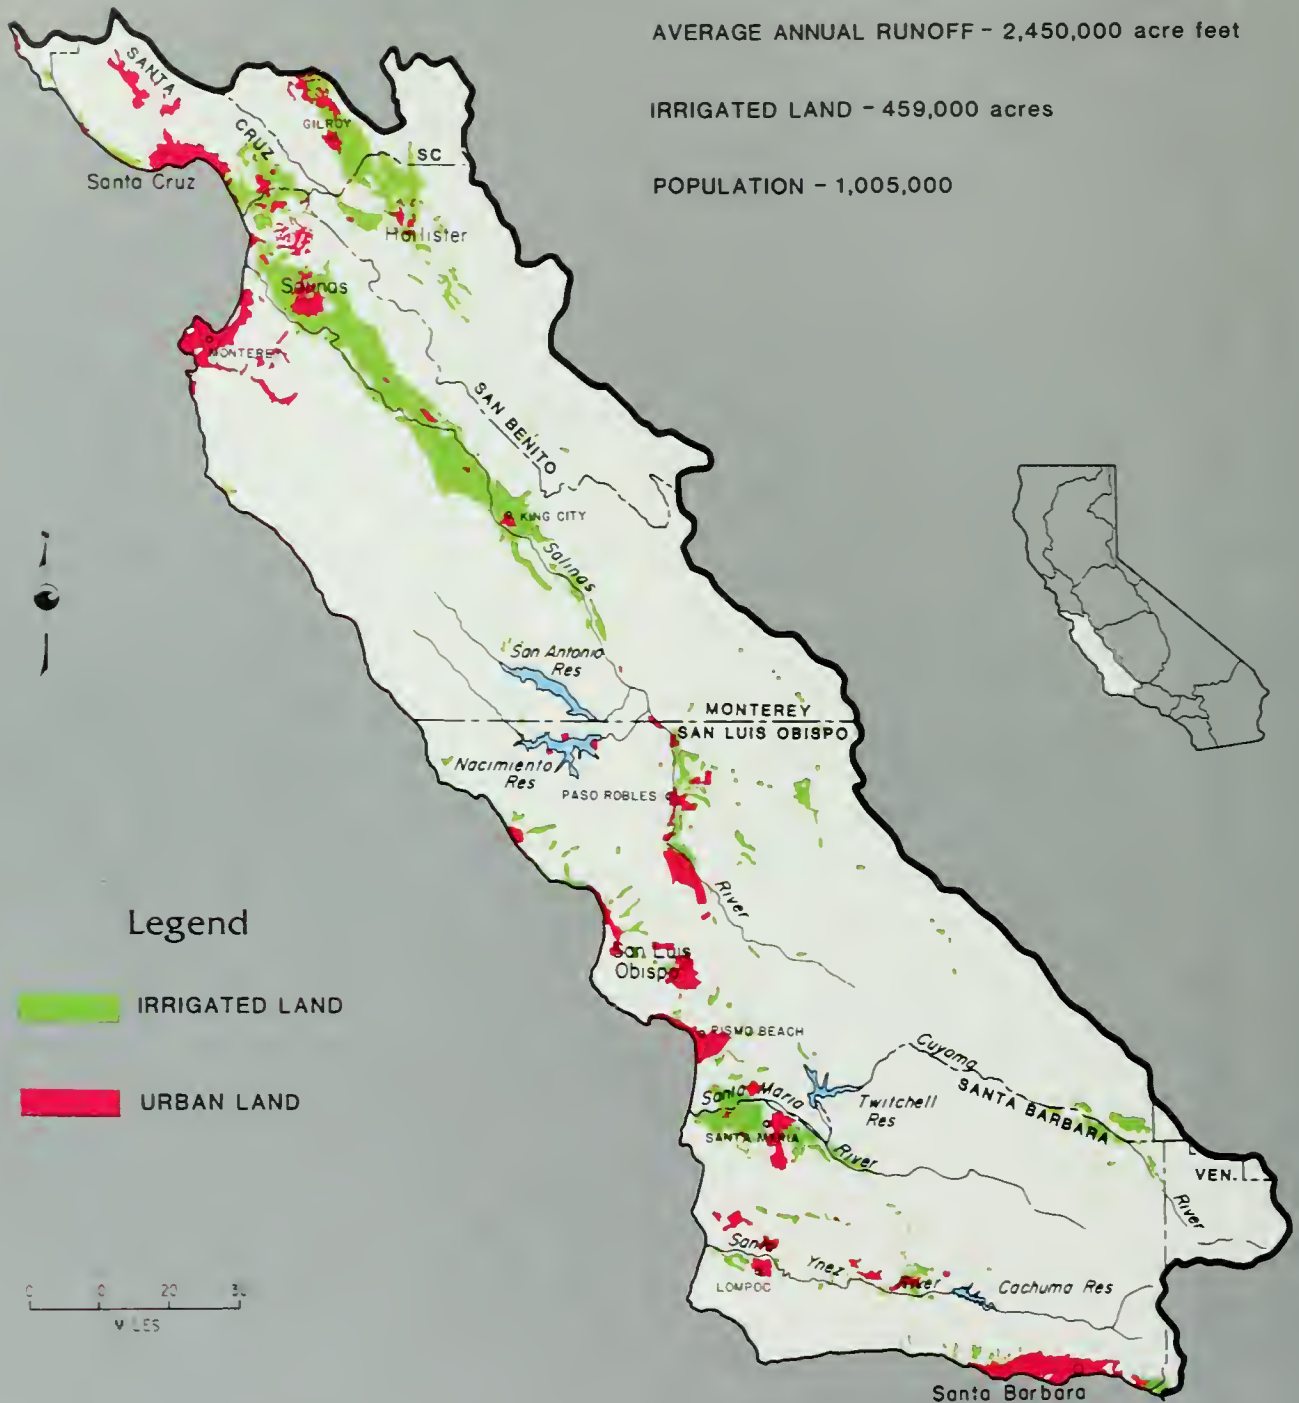 AVERAGE ANNUAL RUNOFF - 2,450,000 acre feet
IRRIGATED LAND - 459,000 acres
POPULATION - 1,005,000
SANTA
CRUZ
GILROY
SC
Santa Cruz
Hollister
Salinas
MONTEREY
SAN BENITO
KING CITY
Salinas
San Antonio
Res
MONTEREY
SAN LUIS OBISPO
Nacimiento
Res
PASO ROBLES
River
San Luis
Obispo
PISMO BEACH
Cuyama
SANTA BARBARA
Santa Maria
Twitchell
Res
SANTA MARIA
River
VEN.
River
Santa
Ynez
River
Cachuma Res
LOMPOC
Santa Barbara
Legend
IRRIGATED LAND
URBAN LAND
0 20
MILES